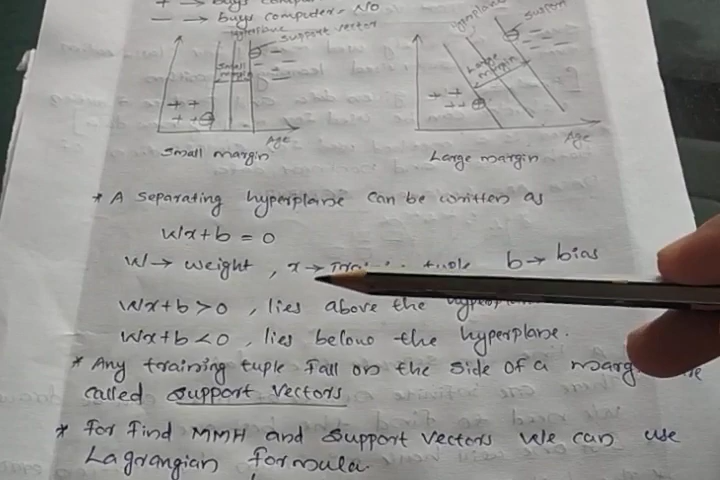 + → buys computer
— → buys computer = NO
hyperplane
support vector
hyperplane
support
Small margin
Large margin
+ +
+ +
+ +
+ +
Age
Age
Small margin
Large margin
* A separating hyperplane can be written as
Wx+b = 0
W → weight , x → b → bias
Wx+b > 0 , lies above the
Wx+b < 0 , lies below the hyperplane.
* Any training tuple fall on the side of a
called support vectors
* For find MMH and support vectors we can use
Lagrangian formula.